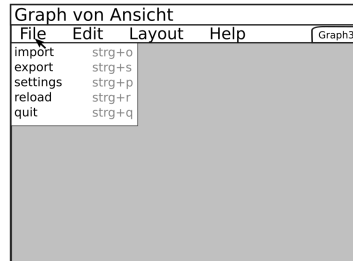 Graph von Ansicht
File Edit Layout Help Graph3
import strg+o
export strg+s
settings strg+p
reload strg+r
quit strg+q